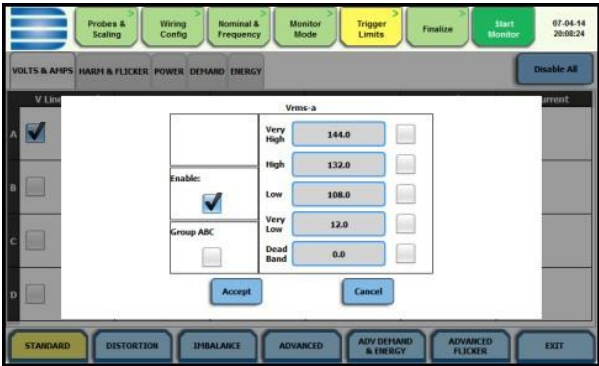 Probes & Scaling
Wiring Config
Nominal & Frequency
Monitor Mode
Trigger Limits
Finalize
Start Monitor
07-04-14
20:08:24
VOLTS & AMPS
HARM & FLICKER
POWER
DEMAND
ENERGY
Disable All
V Line
urrent
Vrms-a
A
B
C
D
Enable:
Group ABC
Very High
144.0
High
132.0
Low
108.0
Very Low
12.0
Dead Band
0.0
Accept
Cancel
STANDARD
DISTORTION
IMBALANCE
ADVANCED
ADV DEMAND & ENERGY
ADVANCED FLICKER
EXIT